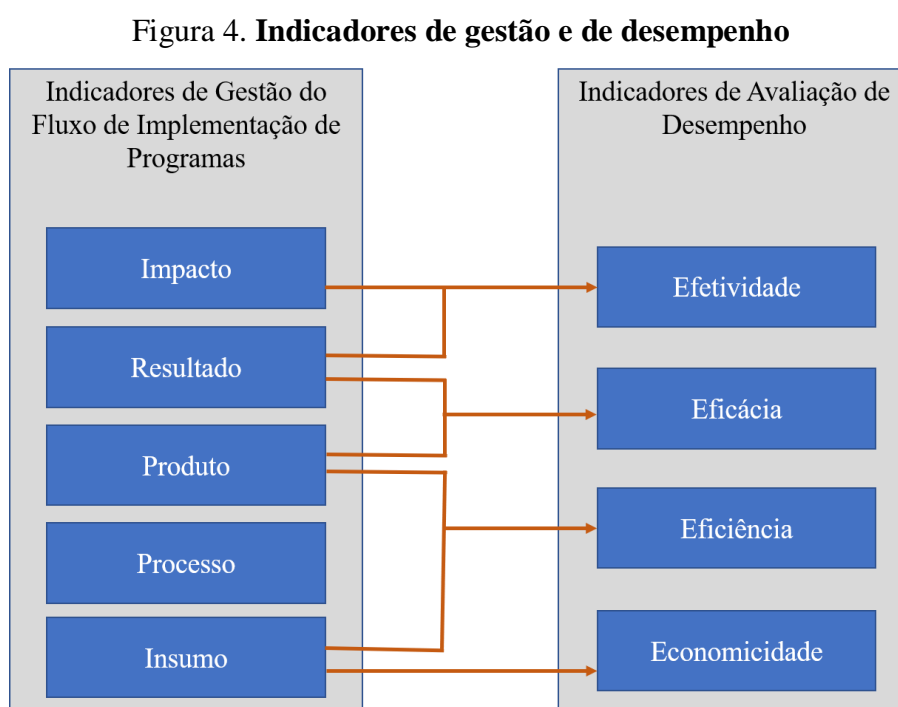 Figura 4. Indicadores de gestão e de desempenho
Indicadores de Gestão do
Fluxo de Implementação de
Programas
Impacto
Resultado
Produto
Processo
Insumo
Indicadores de Avaliação de
Desempenho
Efetividade
Eficácia
Eficiência
Economicidade